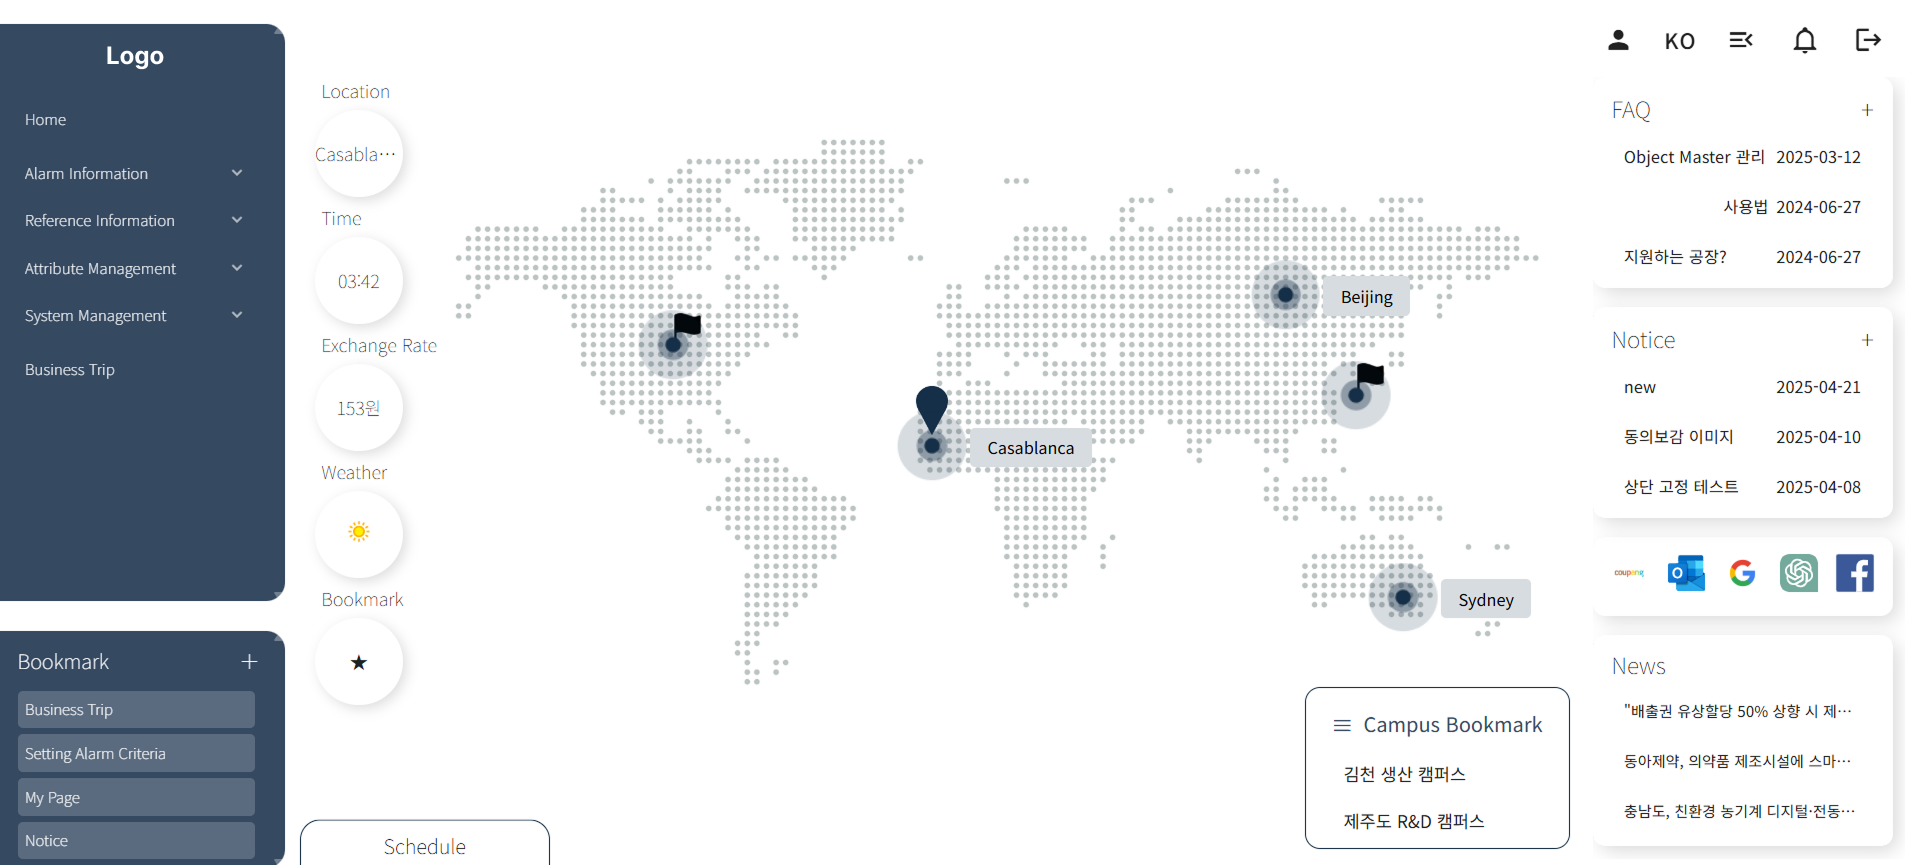 Logo
Home
Alarm Information
Reference Information
Attribute Management
System Management
Business Trip
Bookmark +
Business Trip
Setting Alarm Criteria
My Page
Notice
Location
Casabla···
Time
03:42
Exchange Rate
153원
Weather
Bookmark
Schedule
Beijing
Casablanca
Sydney
Campus Bookmark
김천 생산 캠퍼스
제주도 R&D 캠퍼스
KO
FAQ +
Object Master 관리 2025-03-12
사용법 2024-06-27
지원하는 공장? 2024-06-27
Notice +
new 2025-04-21
동의보감 이미지 2025-04-10
상단 고정 테스트 2025-04-08
coupang
News
"배출권 유상할당 50% 상향 시 제···
동아제약, 의약품 제조시설에 스마···
충남도, 친환경 농기계 디지털·전동···